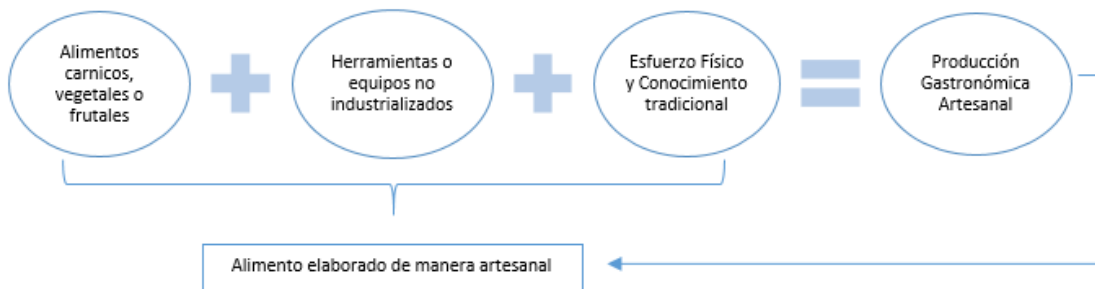 Alimentos
carnicos,
vegetales o
frutales
Herramientas o
equipos no
industrializados
Esfuerzo Físico
y Conocimiento
tradicional
Producción
Gastronómica
Artesanal
Alimento elaborado de manera artesanal